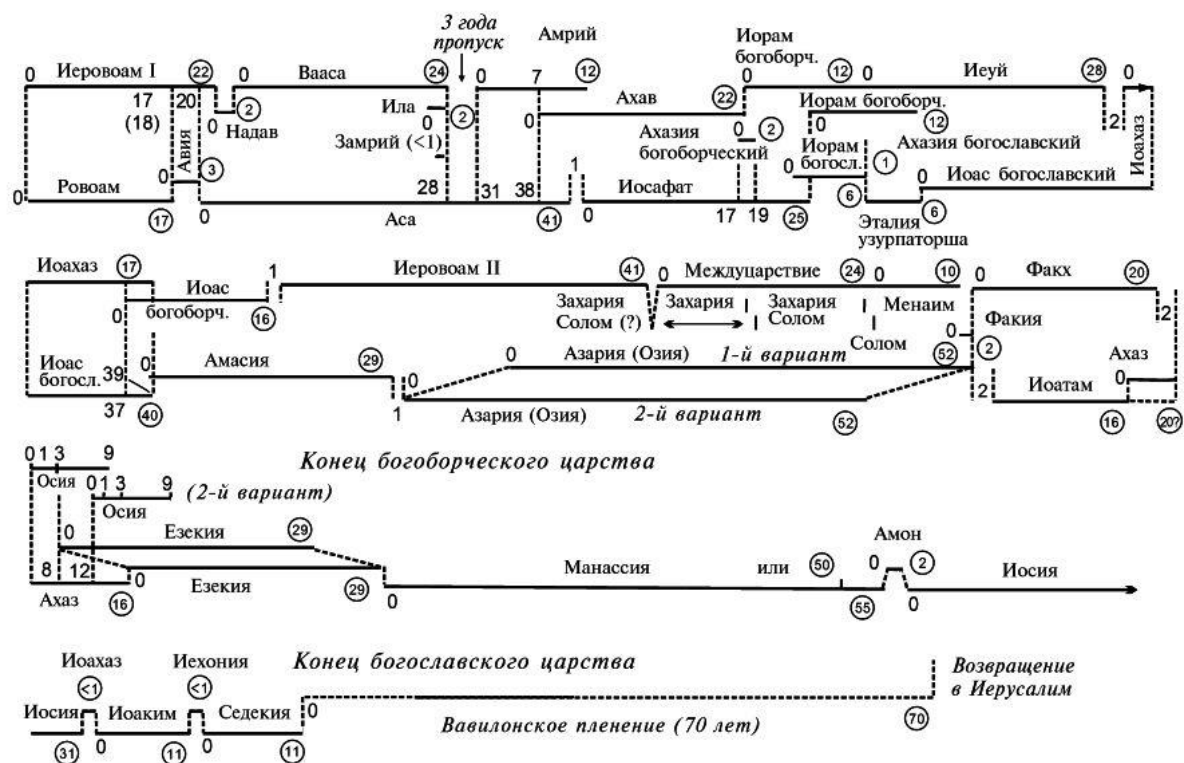 3 года
пропуск
Амрий
Иорам
богоборч.
0 Иеровоам I 22 0 Вааса 24 0 7 12 0 12 0 Иеуй 28 0
17 20 2 Ила 2 Ахав 22 Иорам богоборч. 2
(18) 0 Надав 0 0 Ахазия 0 2 0 12 Иоахаз
Авия Замрий (<1) богоборческий Иорам 1 Ахазия богославский
0 Ровоам 0 3 28 31 38 1 Иосафат 0 богосл. Иоас богославский
17 0 Аса 41 0 17 19 25 6 0 6
Эталия
узурпаторша
Иоахаз 17 Иоас 1 Иеровоам II 41 0 Междуцарствие 24 0 10 0 Факх 20
0 богоборч. 16 Захария Захария Захария Менаим 2
Солом (?) Солом 0 Факия
Иоас 39 0 Амасия 29 0 0 Азария (Озия) 1-й вариант Солом 52 2 Ахаз
богосл. 2 Иоатам 0
37 40 1 Азария (Озия) 2-й вариант 52 16 20?
01 3 9 Конец богоборческого царства
Осия 01 3 9 (2-й вариант)
Осия
0 Езекия 29 Амон
8 12 0 Езекия 29 Манассия или 50 0 2 Иосия
Ахаз 16 0 55 0
Иоахаз Иехония Конец богославского царства Возвращение
<1 <1 в Иерусалим
Иосия Иоаким Седекия 0 Вавилонское пленение (70 лет) 70
31 0 11 0 11